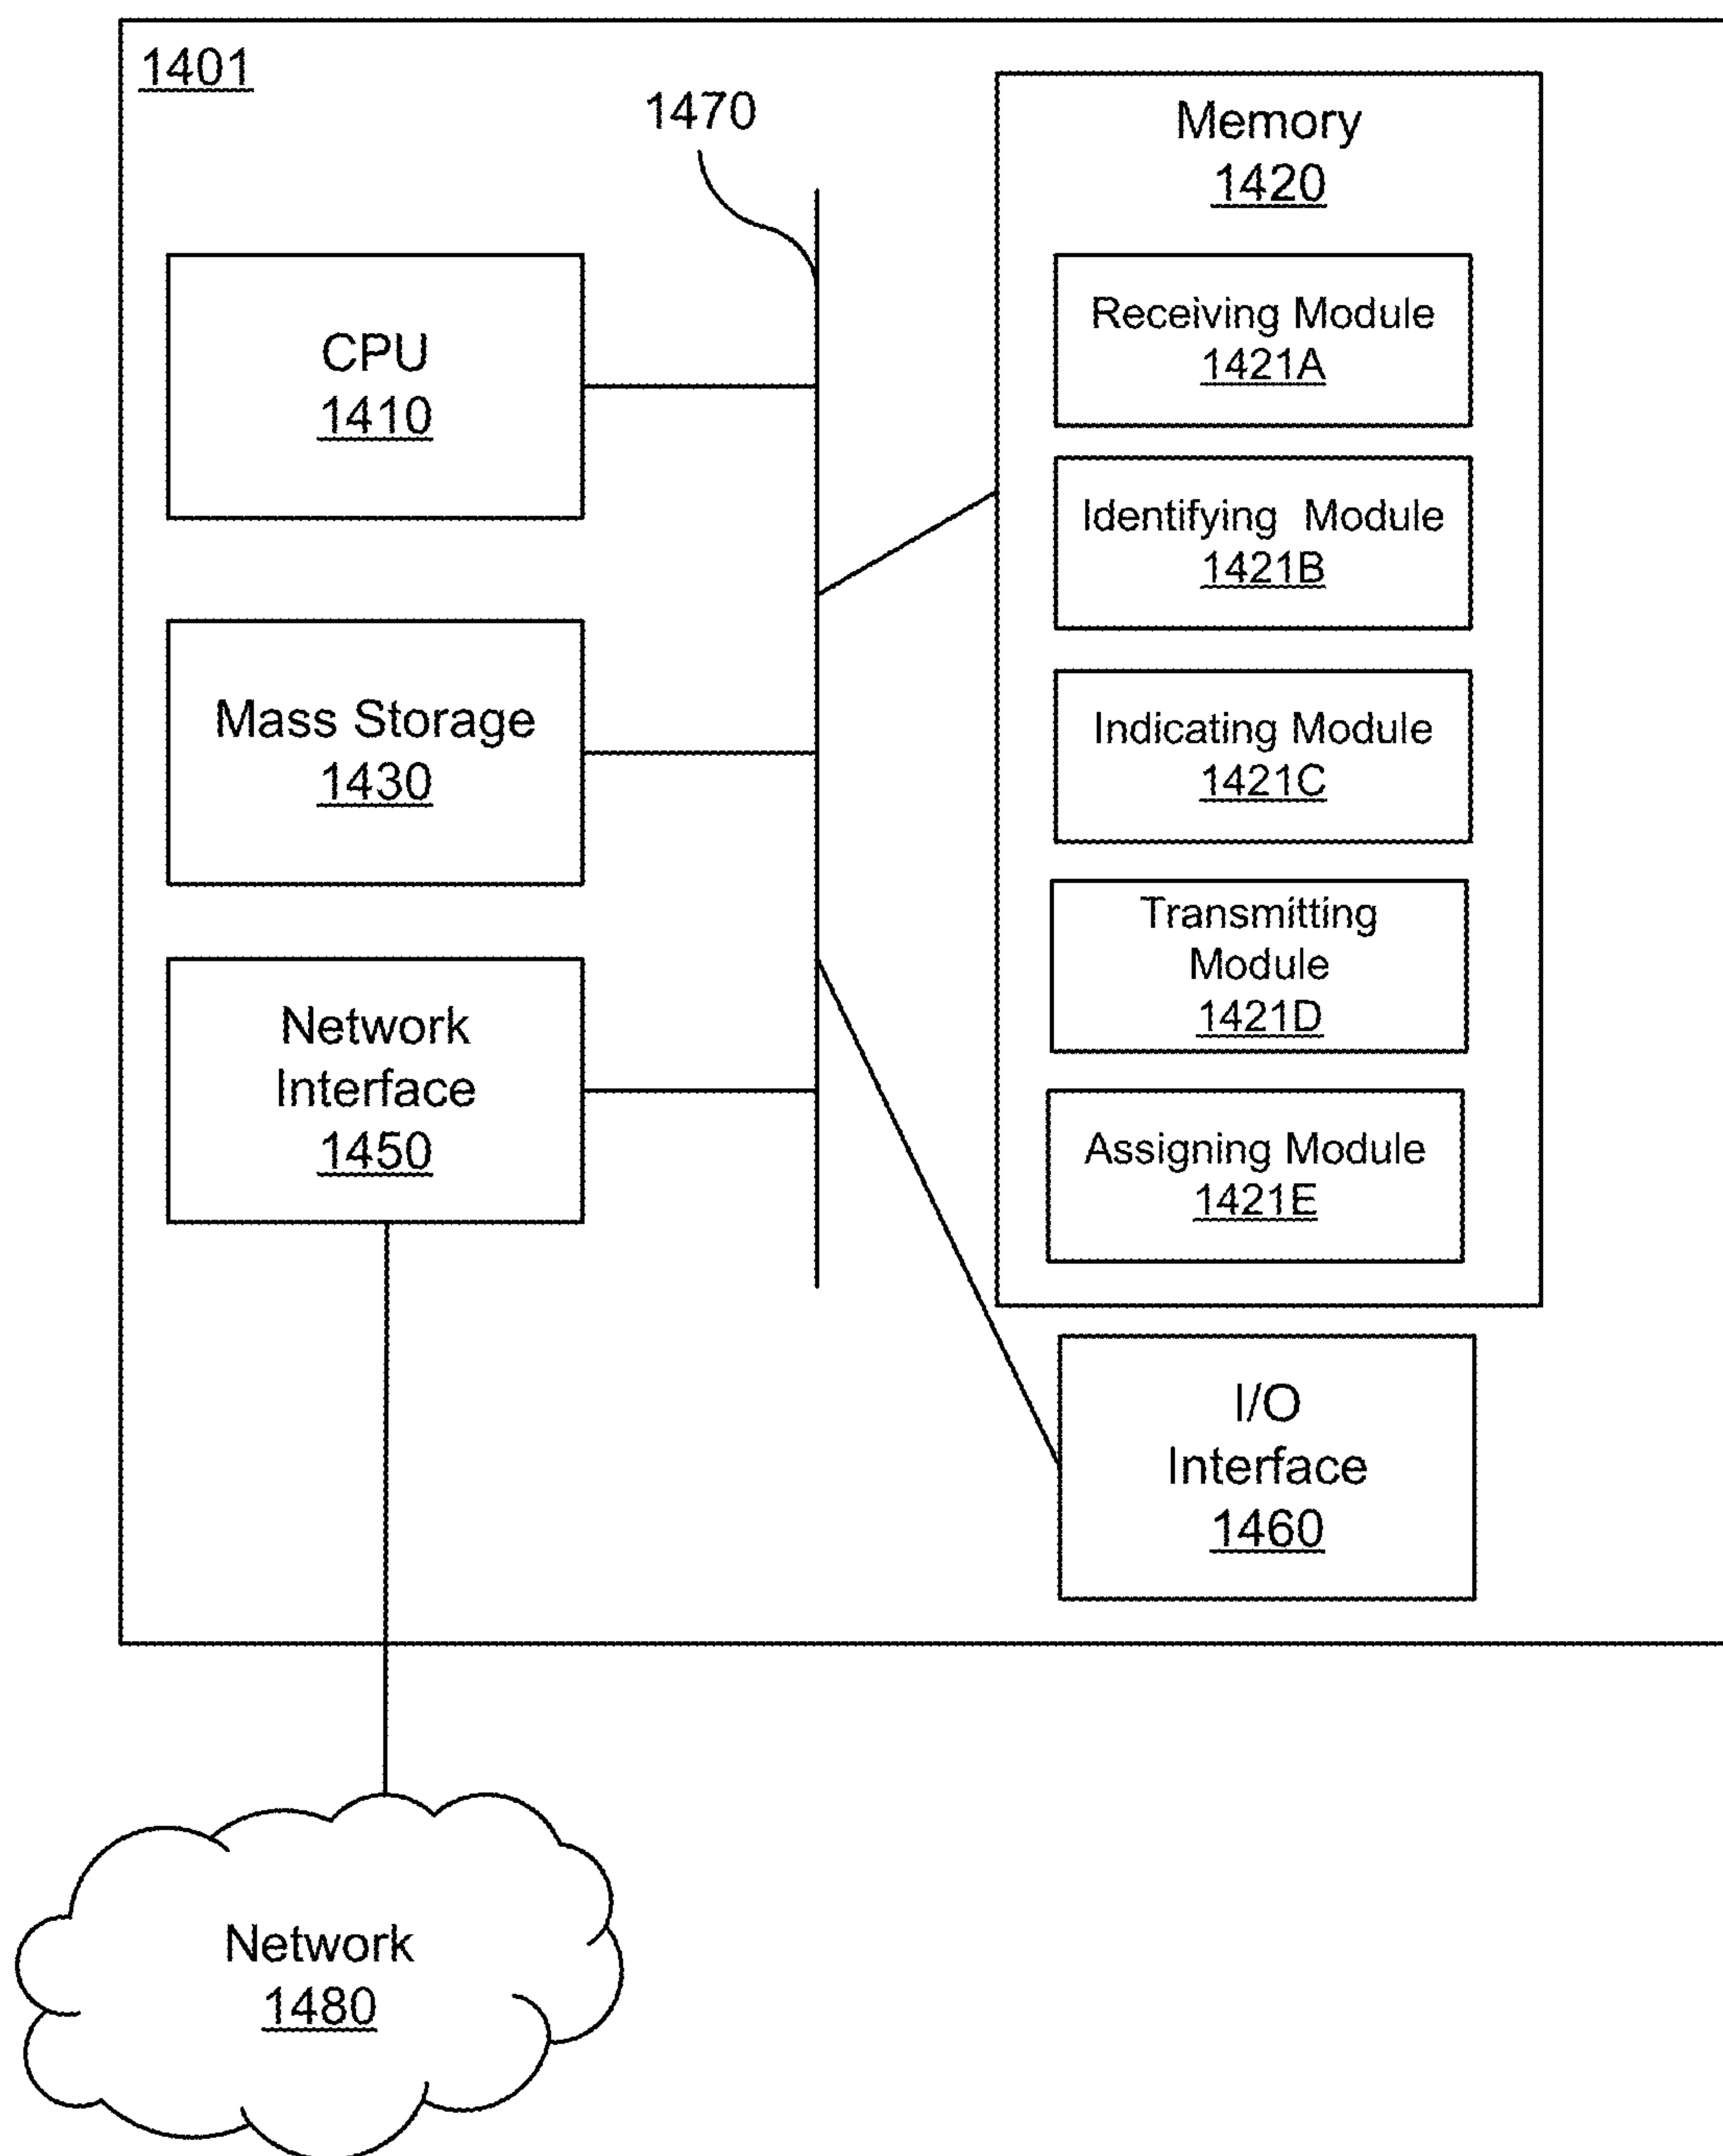 1401
1470
CPU
1410
Mass Storage
1430
Network
Interface
1450
Memory
1420
Receiving Module
1421A
Identifying Module
1421B
Indicating Module
1421C
Transmitting
Module
1421D
Assigning Module
1421E
I/O
Interface
1460
Network
1480